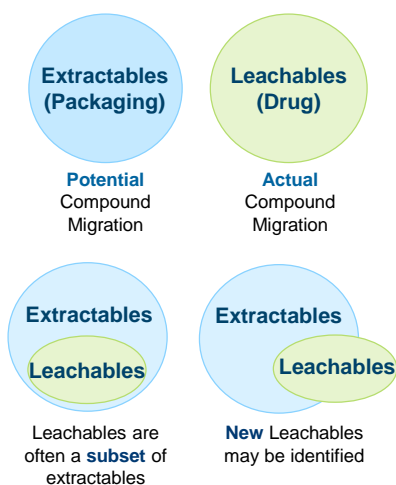 Extractables
(Packaging)
Leachables
(Drug)
Potential
Compound
Migration
Actual
Compound
Migration
Extractables
Leachables
Extractables
Leachables
Leachables are
often a subset of
extractables
New Leachables
may be identified